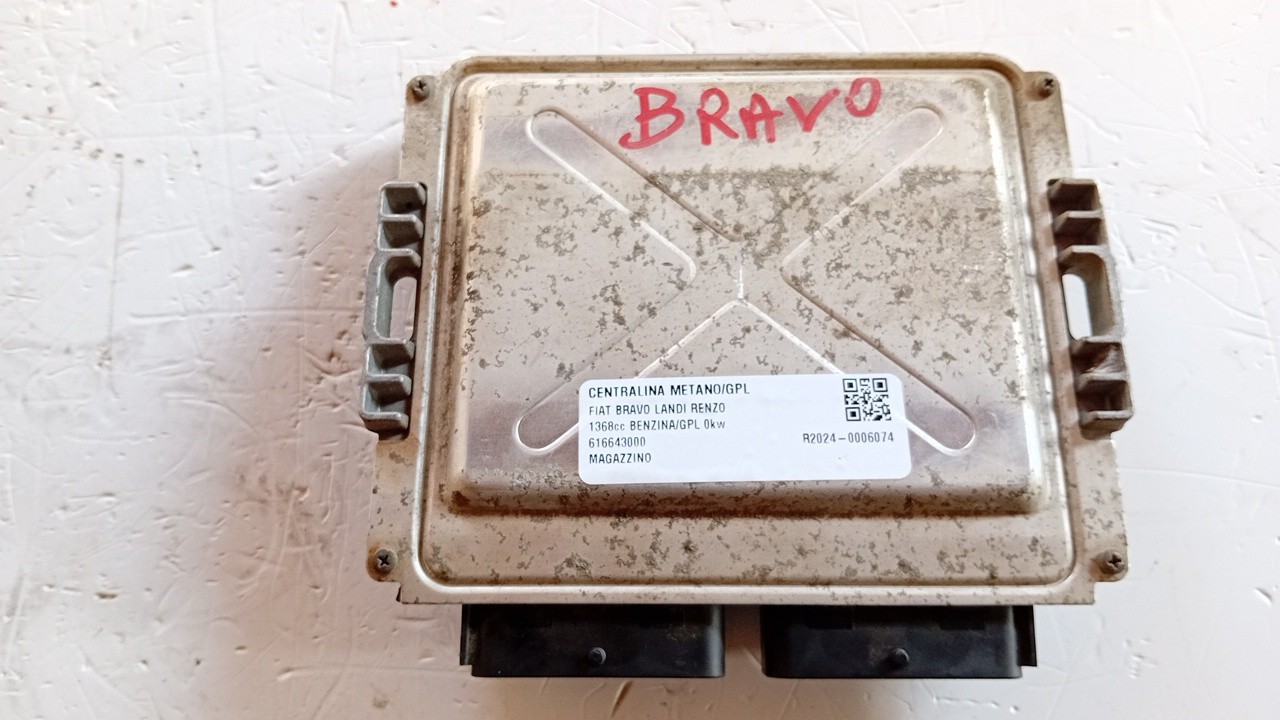 BRAVO
CENTRALINA METANO/GPL
FIAT BRAVO LANDI RENZO
1368cc BENZINA/GPL 0kw
616643000
R2024-0006074
MAGAZZINO